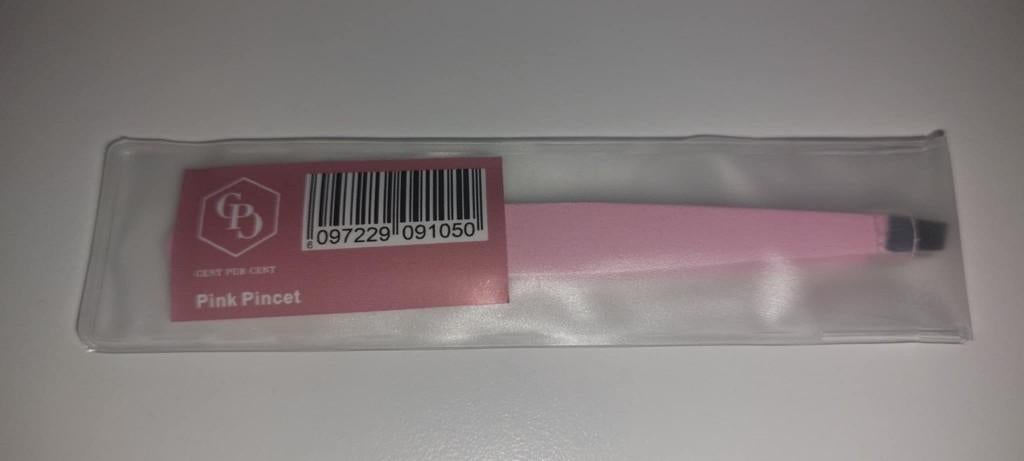 CPC
6 097229 091050
CENT PUR CENT
Pink Pincet